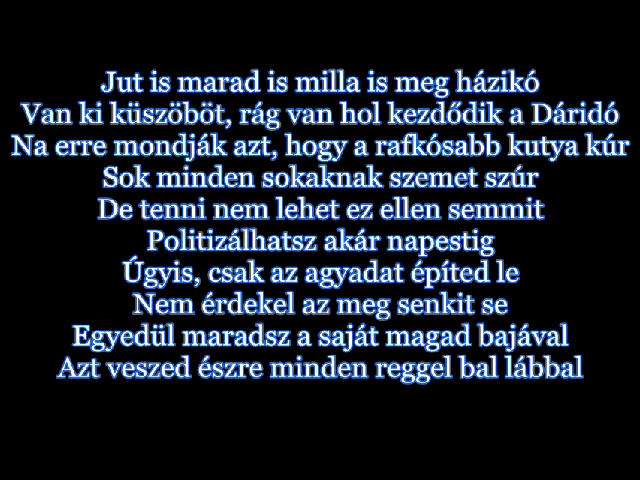 Jut is marad is milla is meg házikó
Van ki küszöböt, rág van hol kezdődik a Dáridó
Na erre mondják azt, hogy a rafkósabb kutya kúr
Sok minden sokaknak szemet szúr
De tenni nem lehet ez ellen semmit
Politizálhatsz akár napestig
Úgyis, csak az agyadat építed le
Nem érdekel az meg senkit se
Egyedül maradsz a saját magad bajával
Azt veszed észre minden reggel bal lábbal